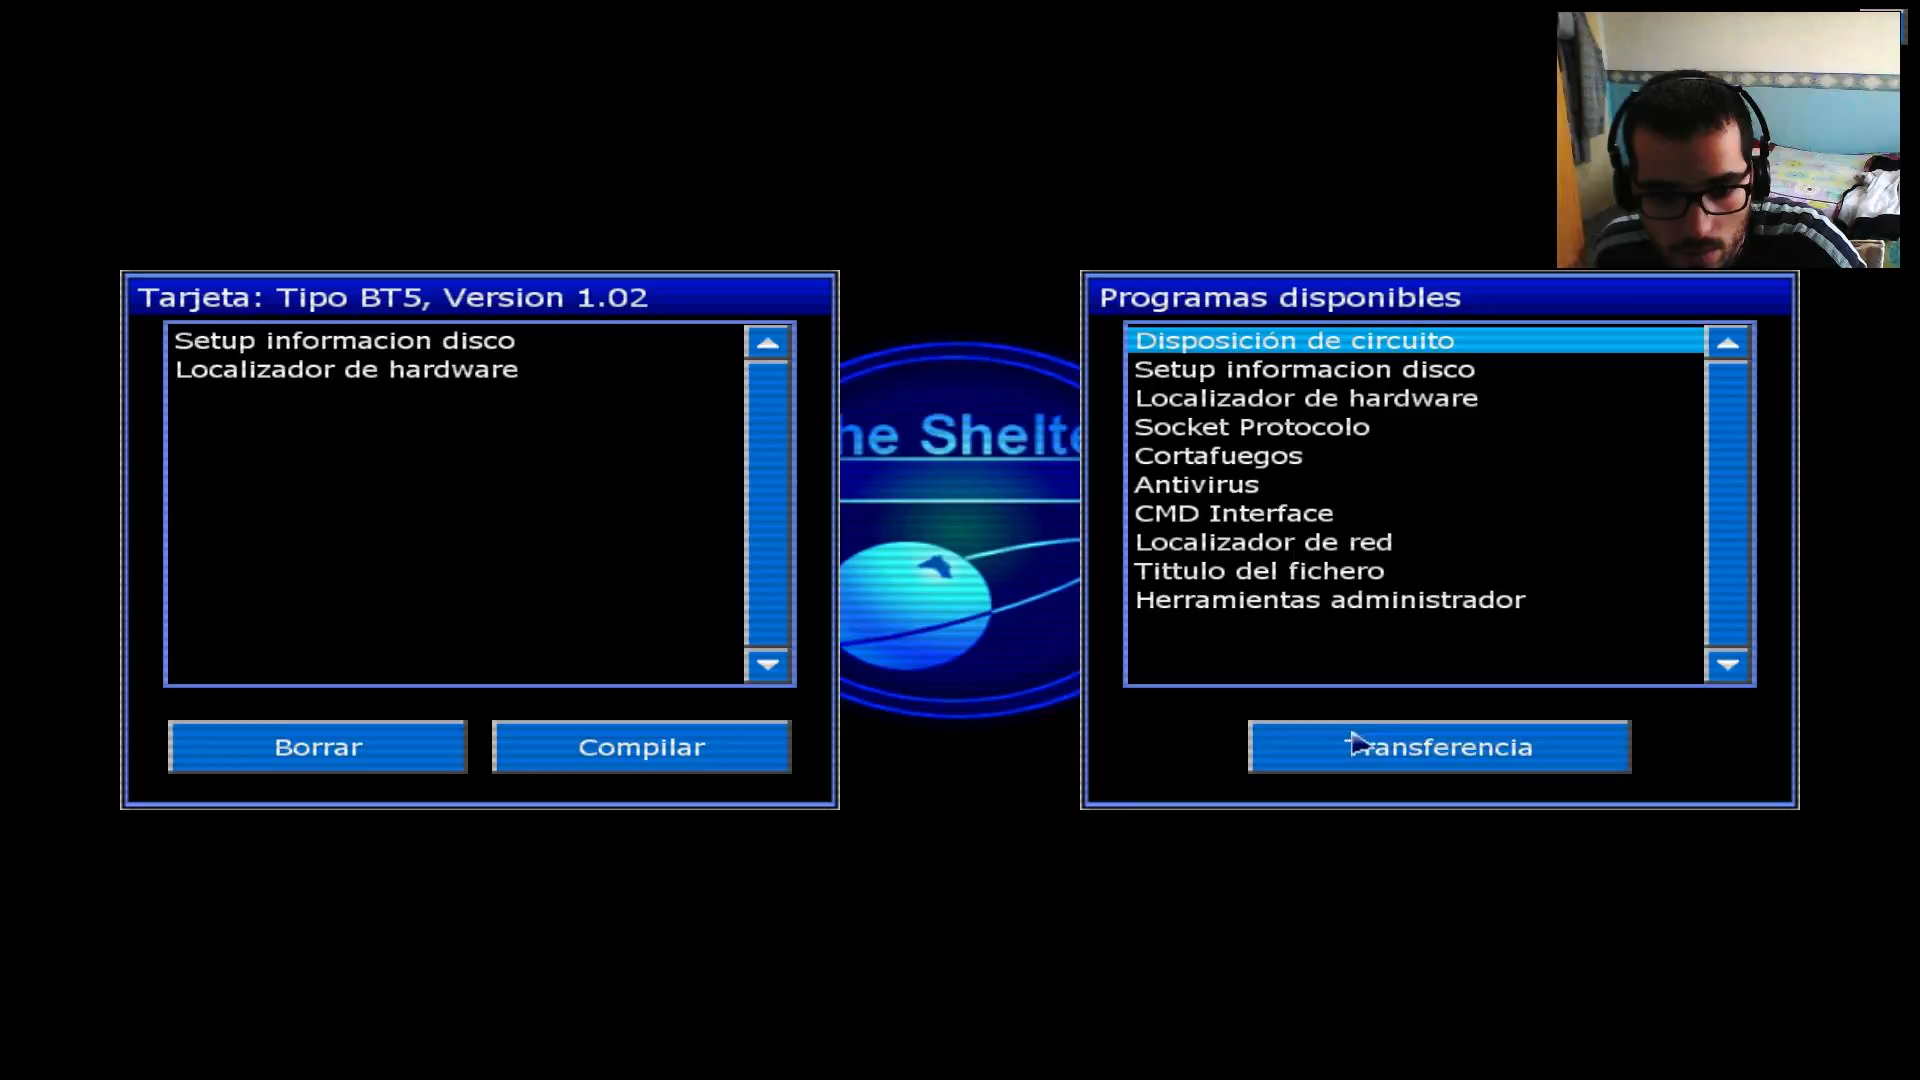 Tarjeta: Tipo BT5, Version 1.02
Setup informacion disco
Localizador de hardware
Borrar
Compilar
he Shelte
Programas disponibles
Disposición de circuito
Setup informacion disco
Localizador de hardware
Socket Protocolo
Cortafuegos
Antivirus
CMD Interface
Localizador de red
Tittulo del fichero
Herramientas administrador
Transferencia